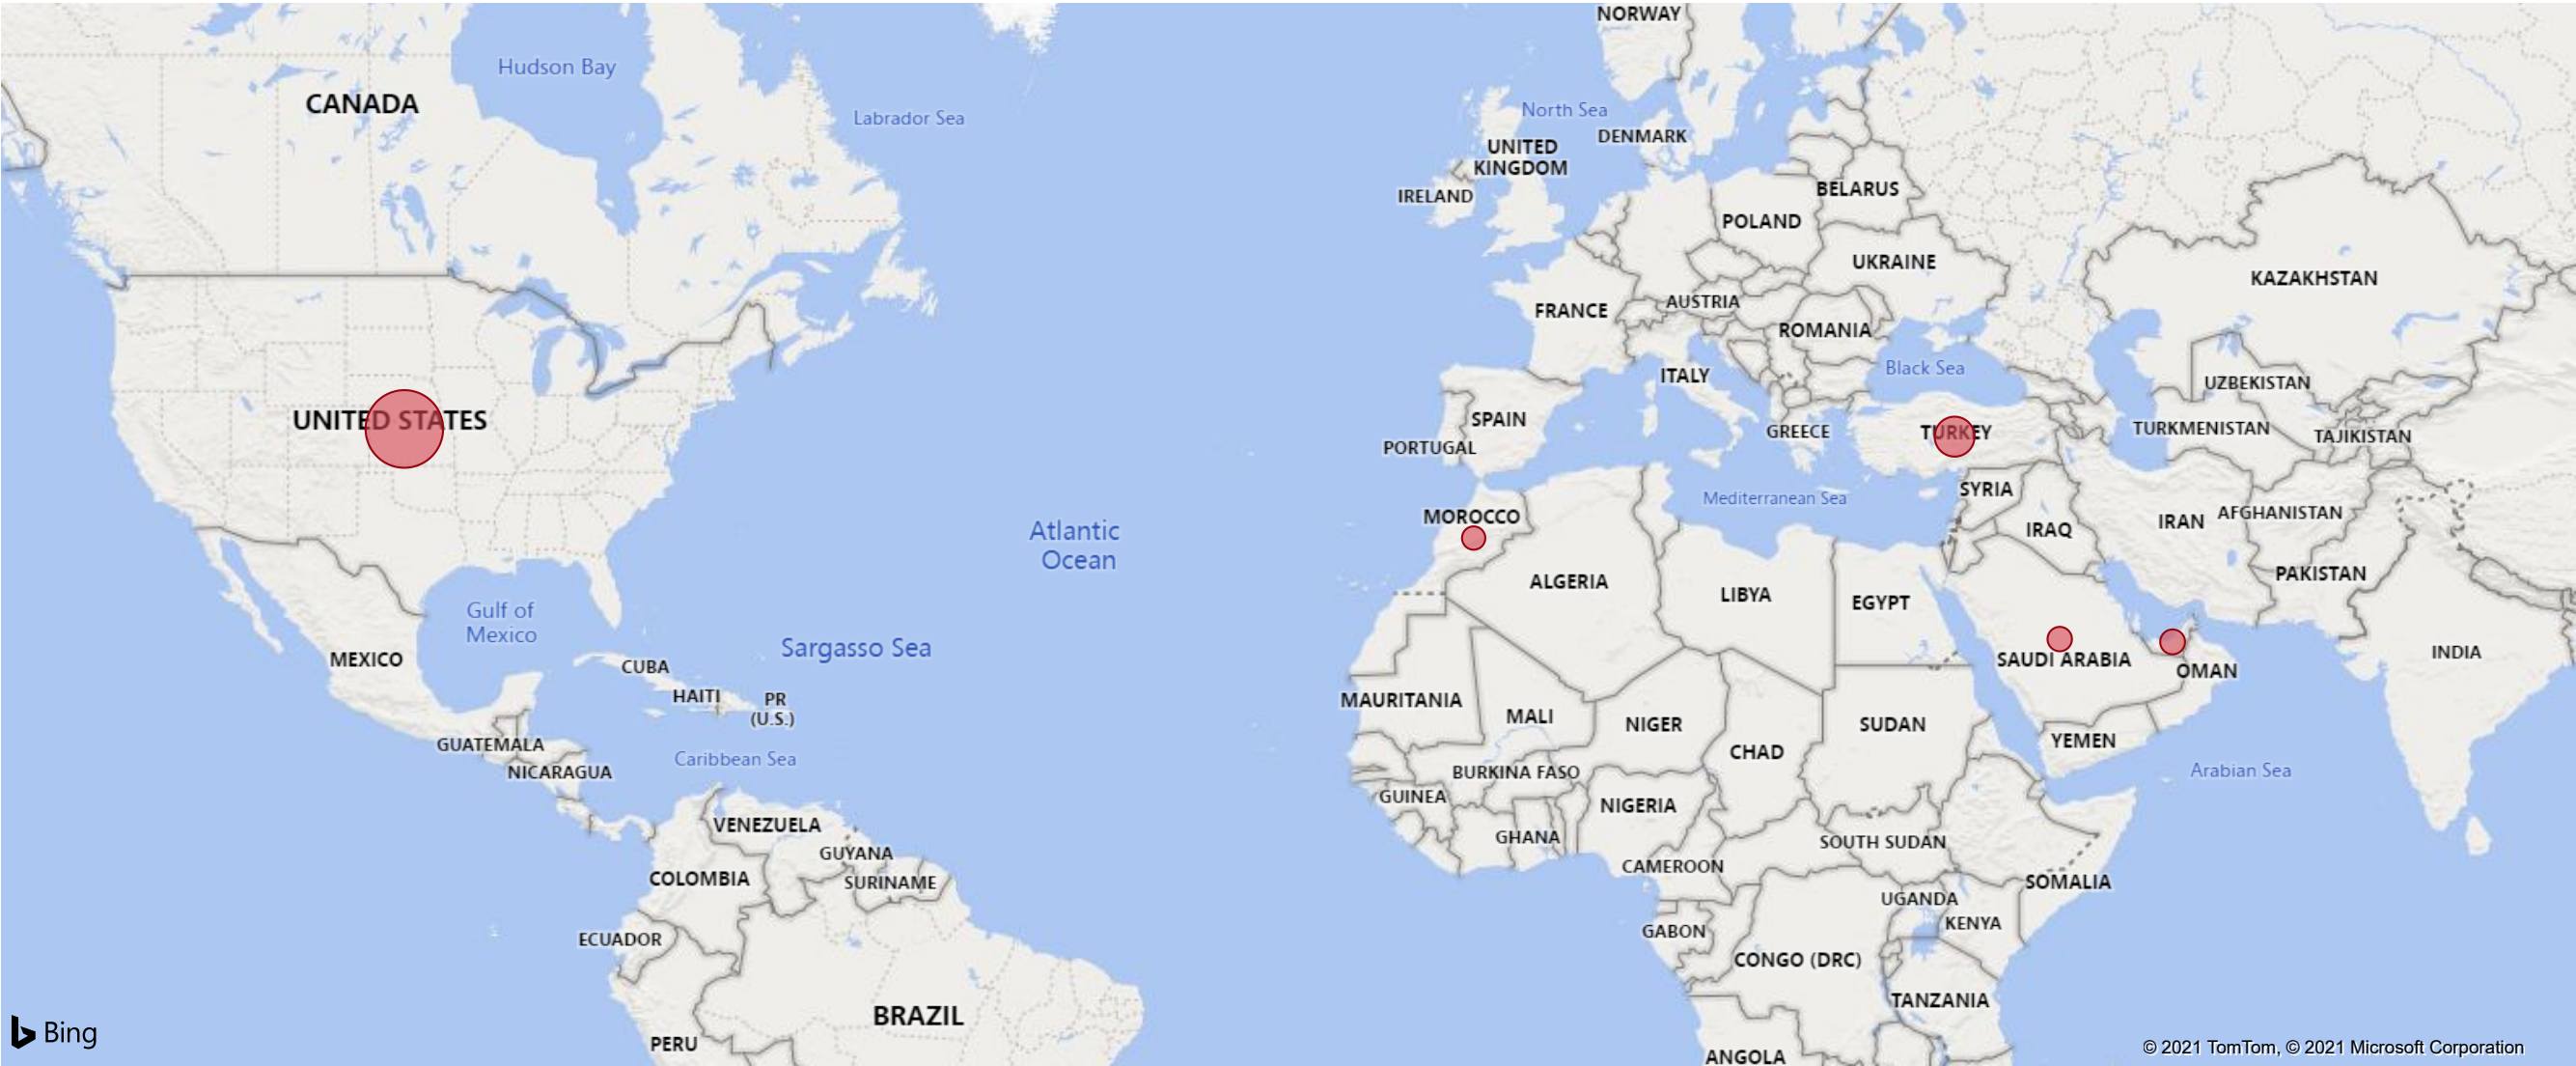 NORWAY
Hudson Bay
CANADA
Labrador Sea
North Sea
DENMARK
UNITED
KINGDOM
IRELAND
BELARUS
POLAND
UKRAINE
KAZAKHSTAN
FRANCE
AUSTRIA
ROMANIA
Black Sea
ITALY
UZBEKISTAN
UNITED STATES
SPAIN
GREECE
TURKEY
TURKMENISTAN
TAJIKISTAN
PORTUGAL
Mediterranean Sea
SYRIA
MOROCCO
IRAQ
IRAN
AFGHANISTAN
Atlantic
Ocean
ALGERIA
LIBYA
EGYPT
PAKISTAN
Gulf of
Mexico
MEXICO
CUBA
Sargasso Sea
SAUDI ARABIA
OMAN
INDIA
HAITI
PR
(U.S.)
MAURITANIA
MALI
NIGER
SUDAN
CHAD
YEMEN
GUATEMALA
Caribbean Sea
NICARAGUA
BURKINA FASO
Arabian Sea
GUINEA
NIGERIA
VENEZUELA
GHANA
SOUTH SUDAN
GUYANA
CAMEROON
COLOMBIA
SURINAME
SOMALIA
UGANDA
KENYA
ECUADOR
GABON
CONGO (DRC)
TANZANIA
BRAZIL
PERU
ANGOLA
Bing
© 2021 TomTom, © 2021 Microsoft Corporation